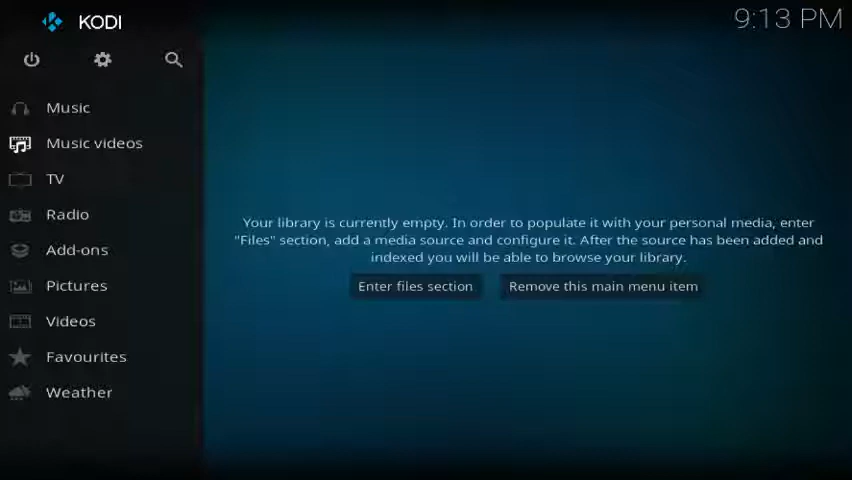 KODI
9:13 PM
Music
Music videos
TV
Radio
Add-ons
Pictures
Videos
Favourites
Weather
Your library is currently empty. In order to populate it with your personal media, enter
"Files" section, add a media source and configure it. After the source has been added and
indexed you will be able to browse your library.
Enter files section
Remove this main menu item